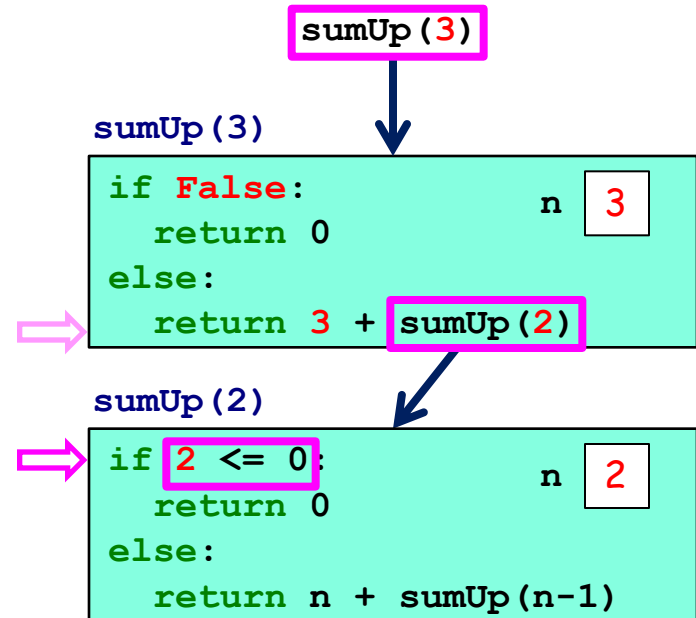 sumUp(3)
sumUp(3)
if False:
n 3
return 0
else:
return 3 + sumUp(2)
sumUp(2)
if 2 <= 0:
n 2
return 0
else:
return n + sumUp(n-1)